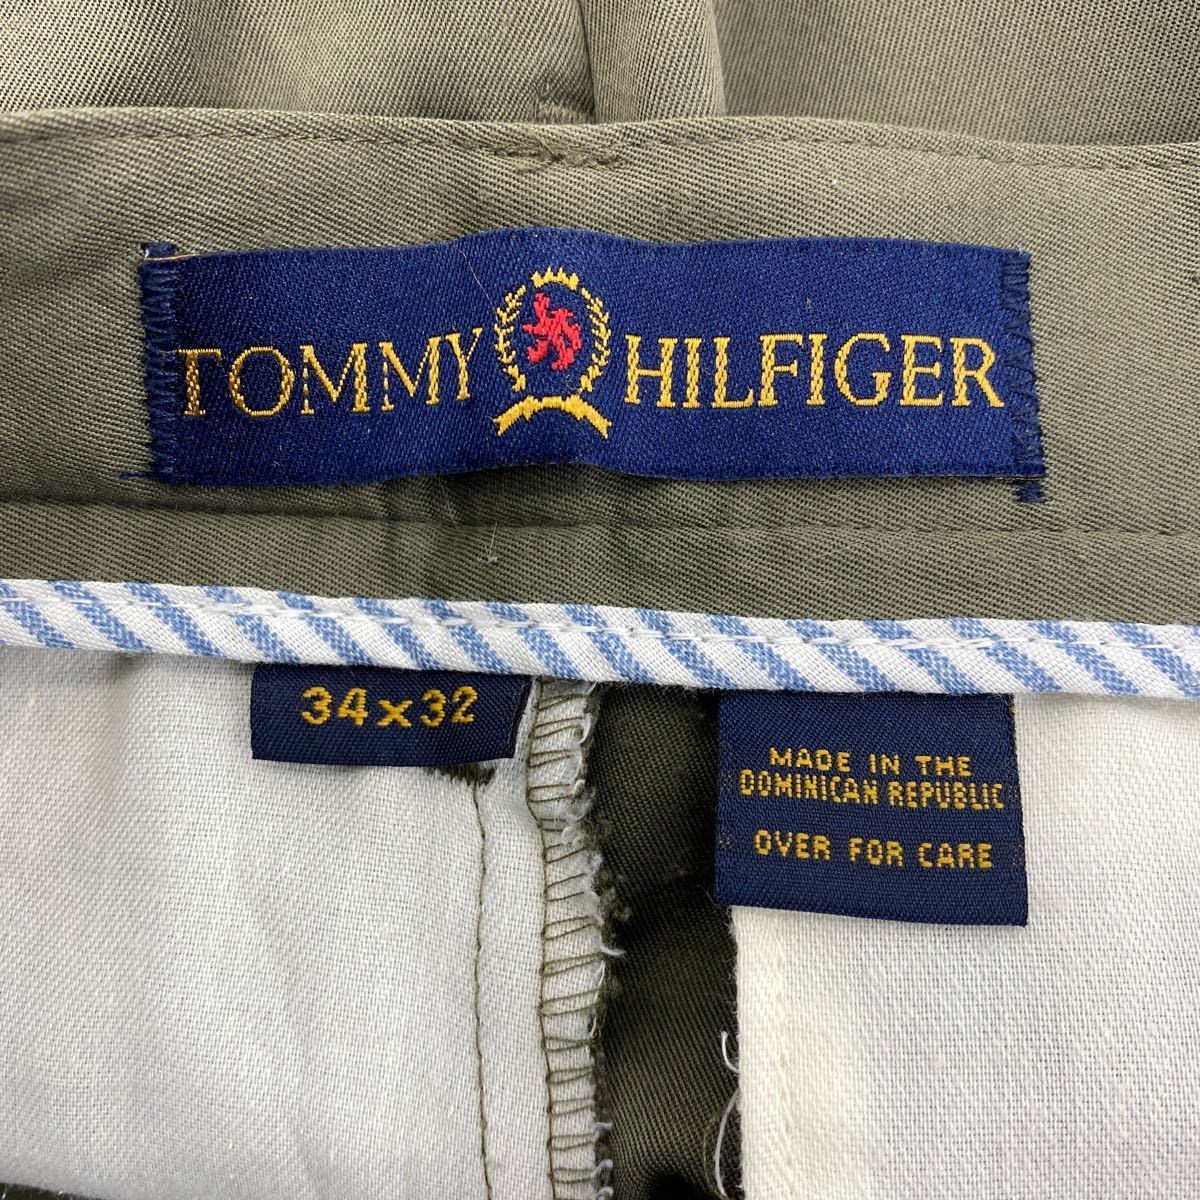 TOMMY HILFIGER
34x32
MADE IN THE
DOMINICAN REPUBLIC
OVER FOR CARE